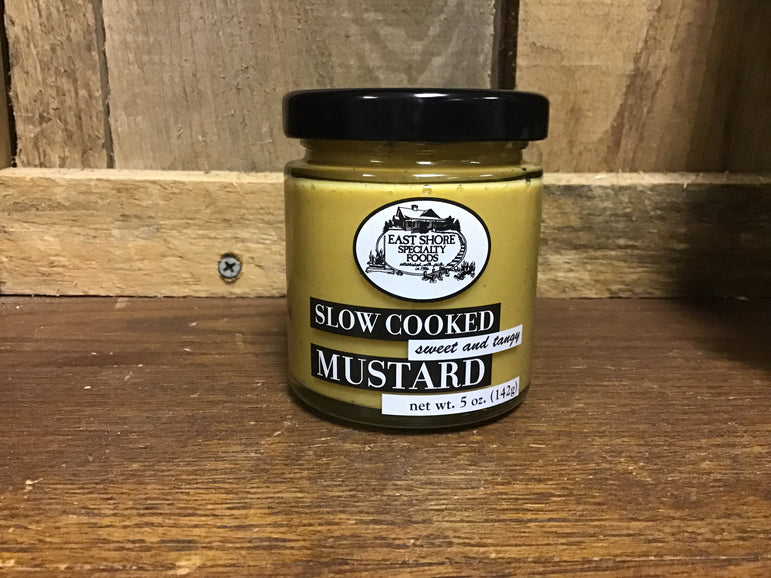 EAST SHORE
SPECIALTY
FOODS
SLOW COOKED
sweet and tangy
MUSTARD
net wt. 5 oz. (142g)